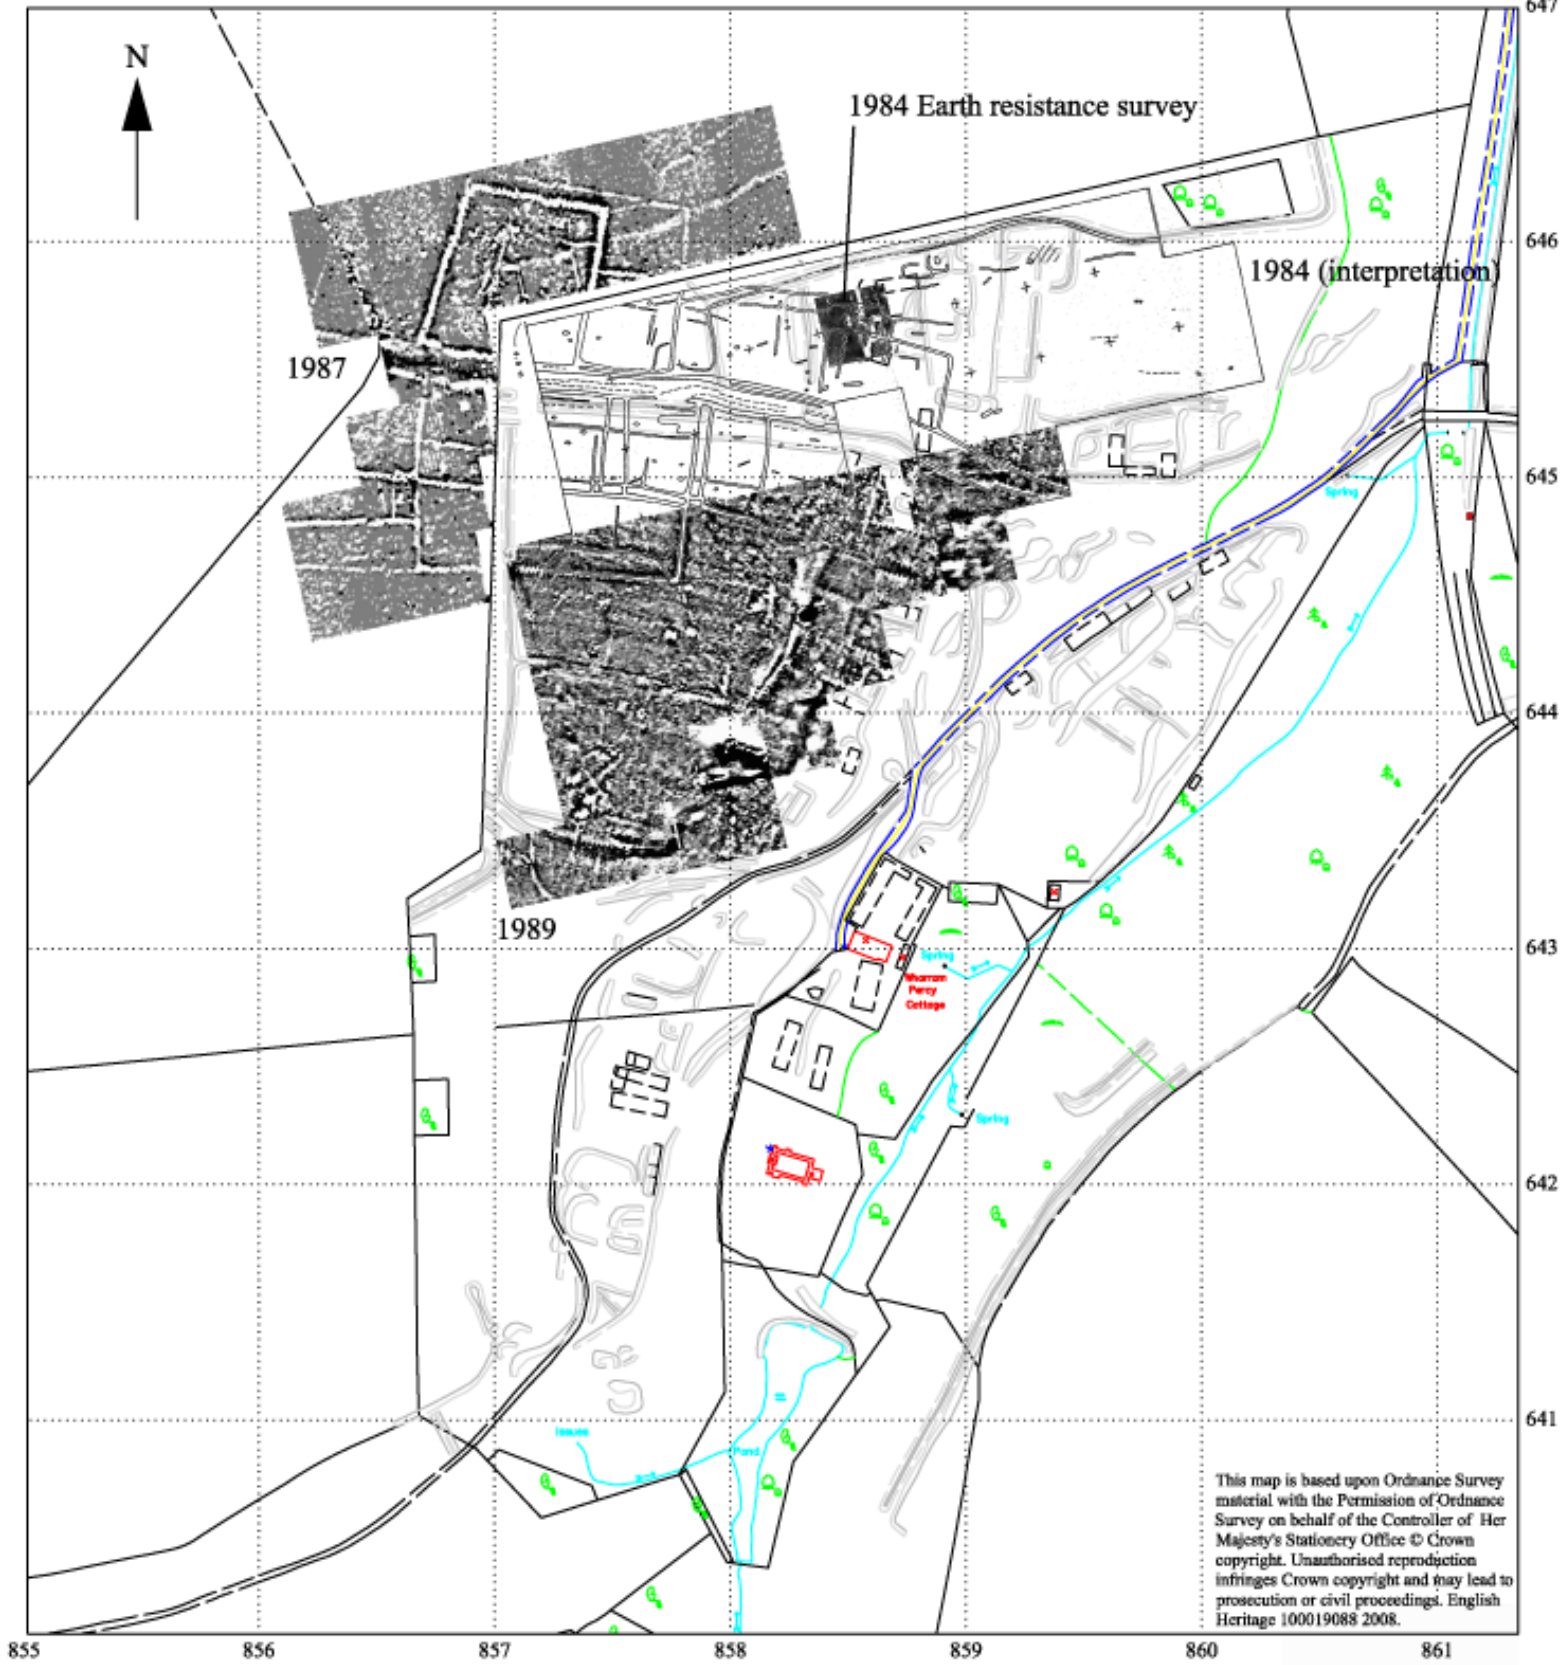 647
N
1984 Earth resistance survey
646
1984 (interpretation)
1987
645
Spring
644
1989
643
Spring
Wharram
Percy
Cottage
Spring
642
641
Issues
Pond
This map is based upon Ordnance Survey
material with the Permission of Ordnance
Survey on behalf of the Controller of Her
Majesty's Stationery Office © Crown
copyright. Unauthorised reproduction
infringes Crown copyright and may lead to
prosecution or civil proceedings. English
Heritage 100019088 2008.
855 856 857 858 859 860 861